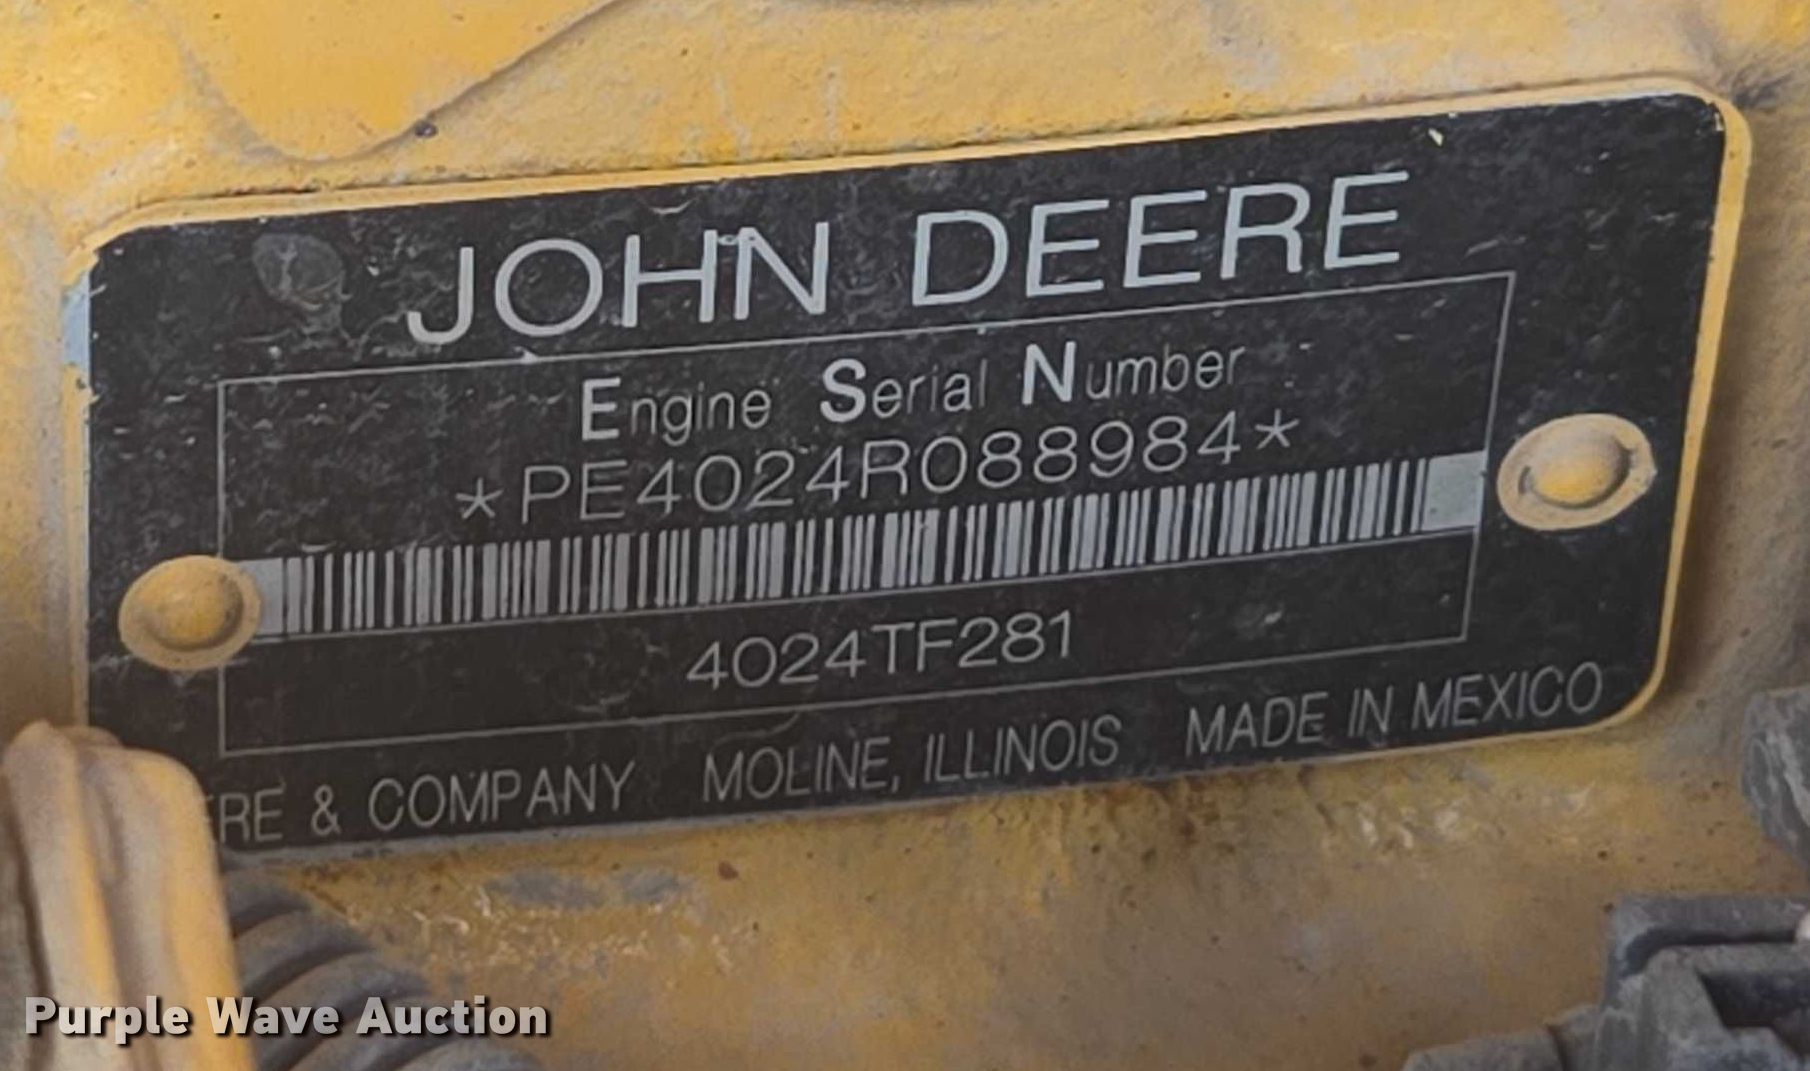 JOHN DEERE
Engine Serial Number
*PE4024R088984*
4024TF281
RE & COMPANY MOLINE, ILLINOIS MADE IN MEXICO
Purple Wave Auction